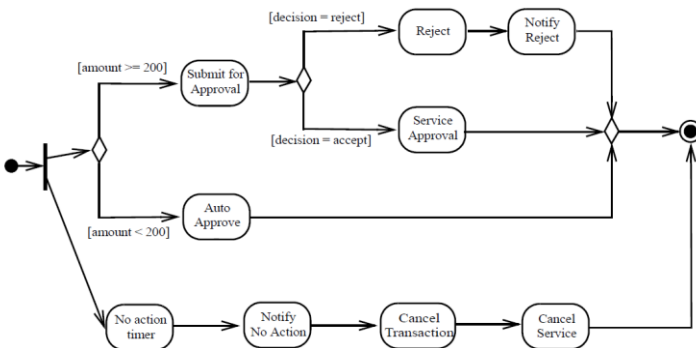 [decision = reject]
Reject
Notify
Reject
[amount >= 200]
Submit for
Approval
Service
Approval
[decision = accept]
Auto
Approve
[amount < 200]
No action
timer
Notify
No Action
Cancel
Transaction
Cancel
Service